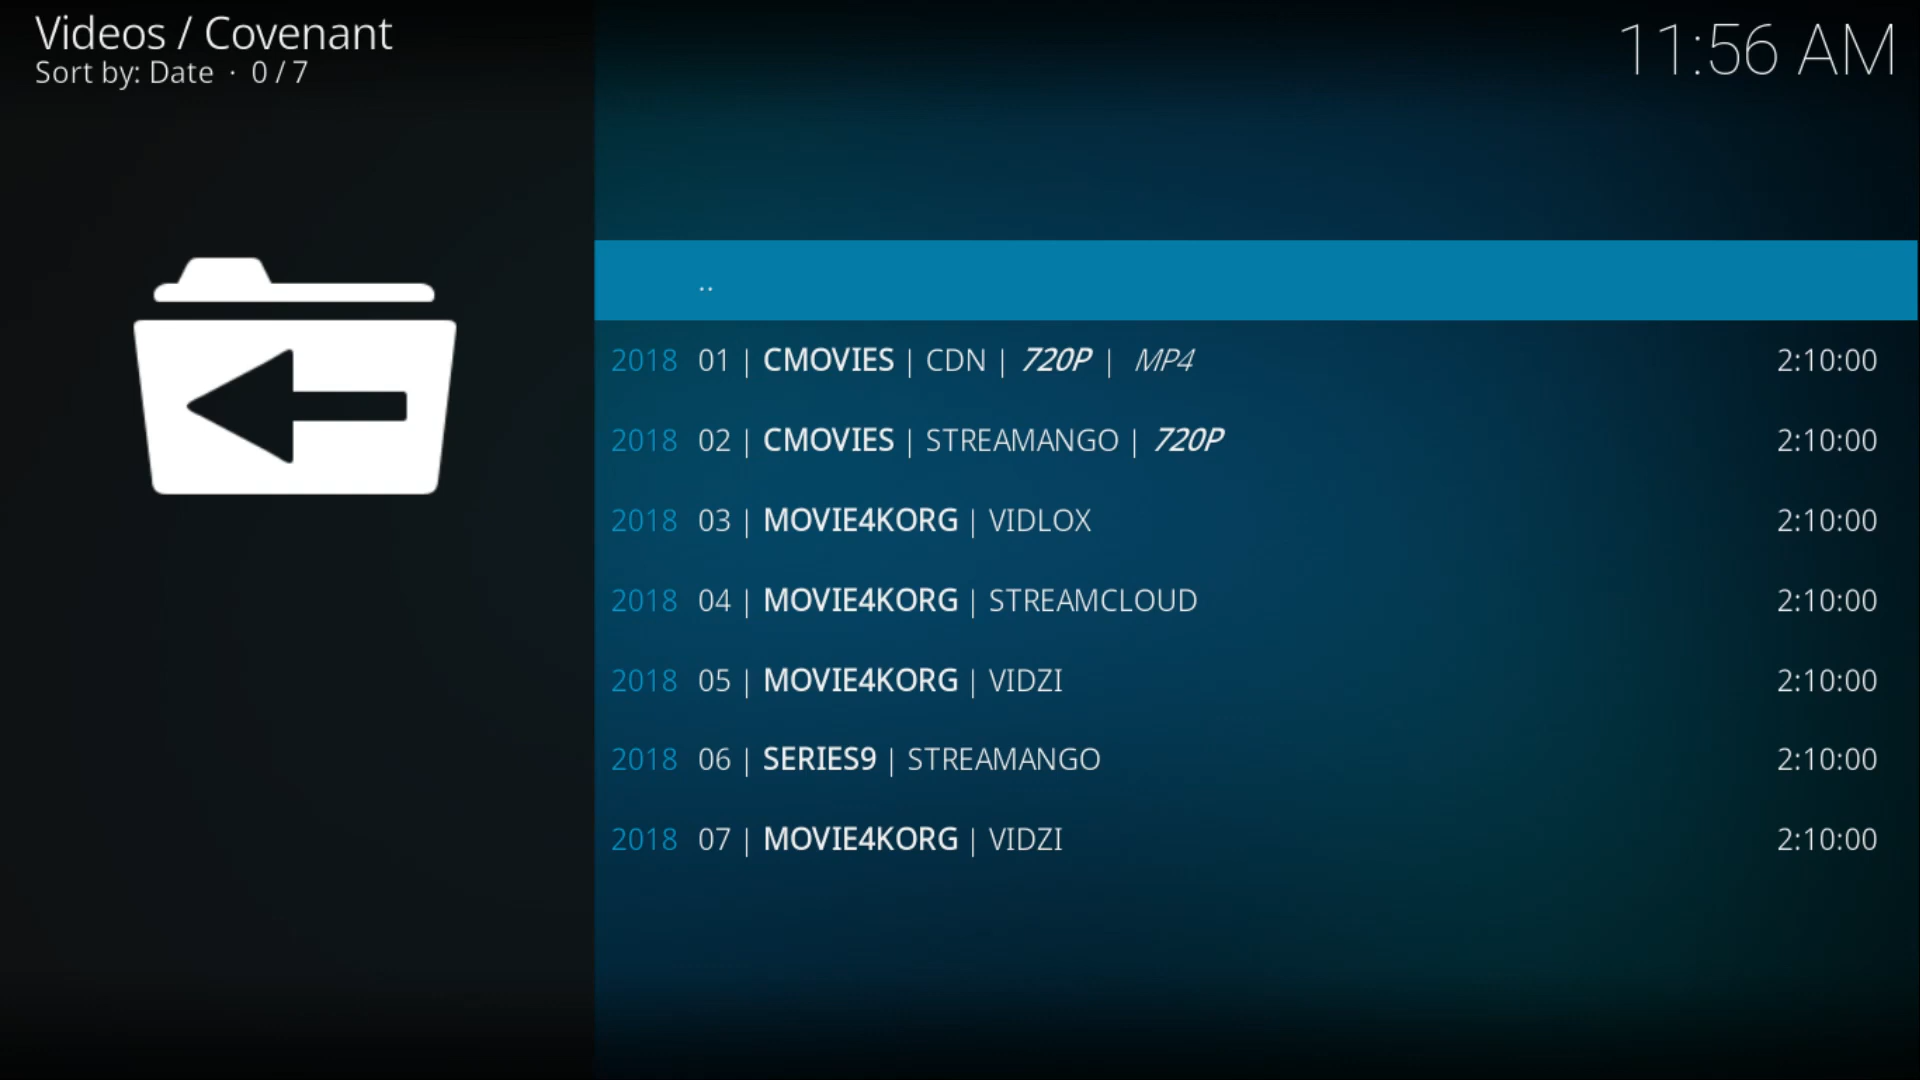 Videos / Covenant
Sort by: Date · 0 / 7
11:56 AM
..
2018 01 | CMOVIES | CDN | 720P | MP4 2:10:00
2018 02 | CMOVIES | STREAMANGO | 720P 2:10:00
2018 03 | MOVIE4KORG | VIDLOX 2:10:00
2018 04 | MOVIE4KORG | STREAMCLOUD 2:10:00
2018 05 | MOVIE4KORG | VIDZI 2:10:00
2018 06 | SERIES9 | STREAMANGO 2:10:00
2018 07 | MOVIE4KORG | VIDZI 2:10:00